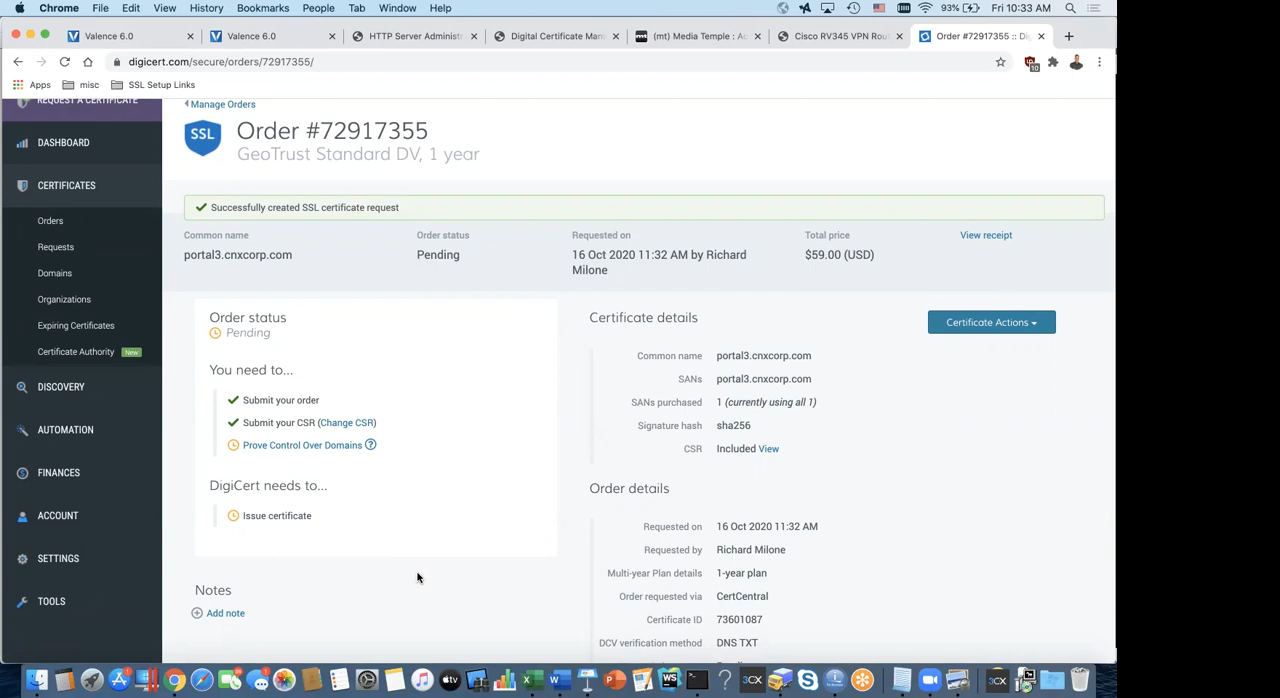 Chrome File Edit View History Bookmarks People Tab Window Help 93% Fri 10:33 AM
Valence 6.0 Valence 6.0 HTTP Server Administ Digital Certificate Man (mt) Media Temple : Ac Cisco RV345 VPN Rou Order #72917355 :: Di
digicert.com/secure/orders/72917355/
10
Apps misc SSL Setup Links
REQUEST A CERTIFICATE
DASHBOARD
CERTIFICATES
Orders
Requests
Domains
Organizations
Expiring Certificates
Certificate Authority New
DISCOVERY
AUTOMATION
FINANCES
ACCOUNT
SETTINGS
TOOLS
Manage Orders
SSL
Order #72917355
GeoTrust Standard DV, 1 year
Successfully created SSL certificate request
Common name Order status Requested on Total price View receipt
portal3.cnxcorp.com Pending 16 Oct 2020 11:32 AM by Richard $59.00 (USD)
Milone
Order status
Pending
You need to...
Submit your order
Submit your CSR (Change CSR)
Prove Control Over Domains ?
DigiCert needs to...
Issue certificate
Notes
Add note
Certificate details
Certificate Actions
Common name portal3.cnxcorp.com
SANs portal3.cnxcorp.com
SANs purchased 1 (currently using all 1)
Signature hash sha256
CSR Included View
Order details
Requested on 16 Oct 2020 11:32 AM
Requested by Richard Milone
Multi-year Plan details 1-year plan
Order requested via CertCentral
Certificate ID 73601087
DCV verification method DNS TXT
tv WS 3CX 3CX